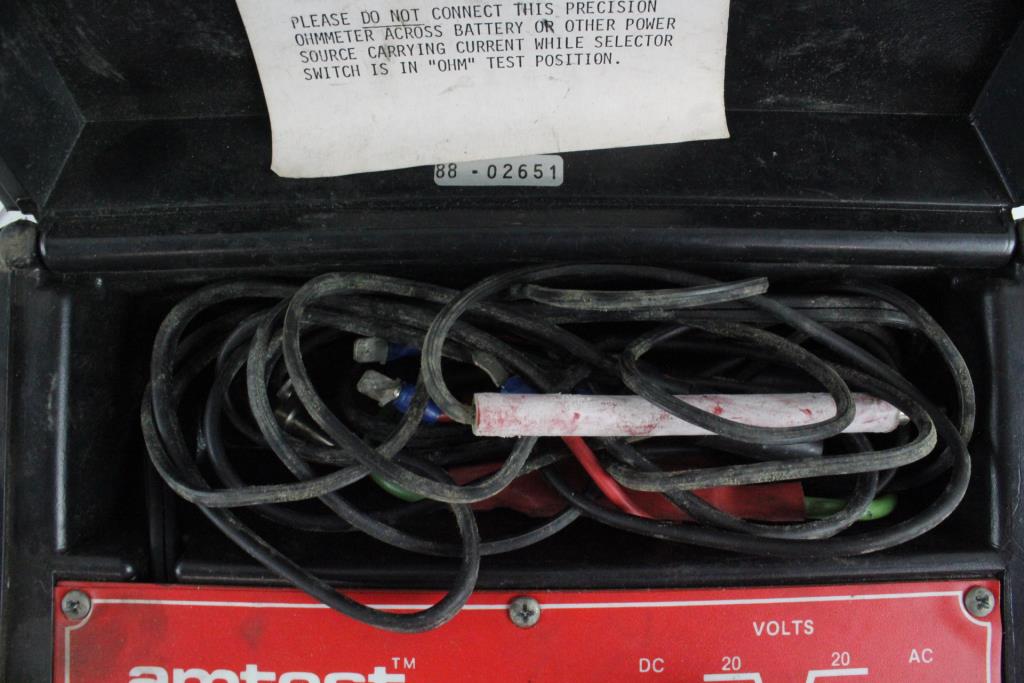 PLEASE DO NOT CONNECT THIS PRECISION
OHMMETER ACROSS BATTERY OR OTHER POWER
SOURCE CARRYING CURRENT WHILE SELECTOR
SWITCH IS IN "OHM" TEST POSITION.
88 - 02651
VOLTS
amtest™
DC 20 20 AC